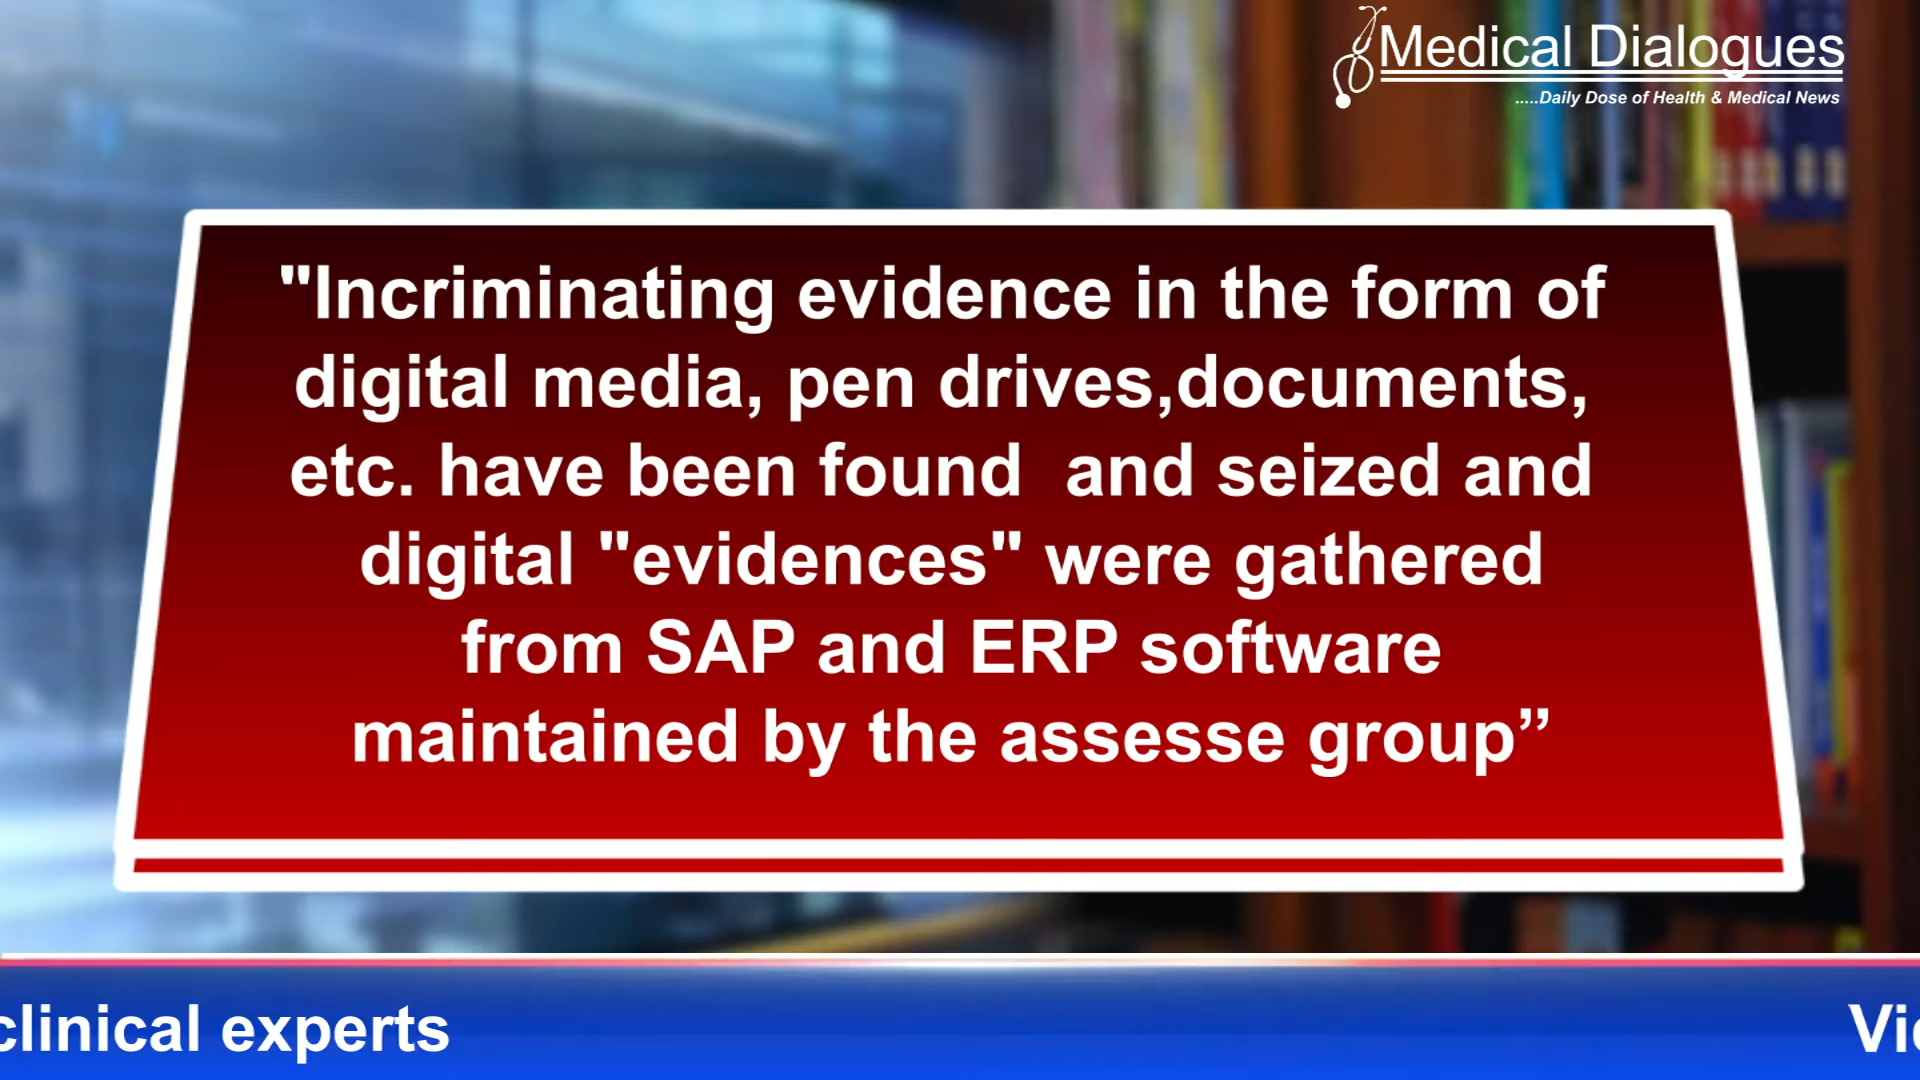 Medical Dialogues
.....Daily Dose of Health & Medical News
"Incriminating evidence in the form of
digital media, pen drives,documents,
etc. have been found  and seized and
digital "evidences" were gathered
from SAP and ERP software
maintained by the assesse group”
clinical experts